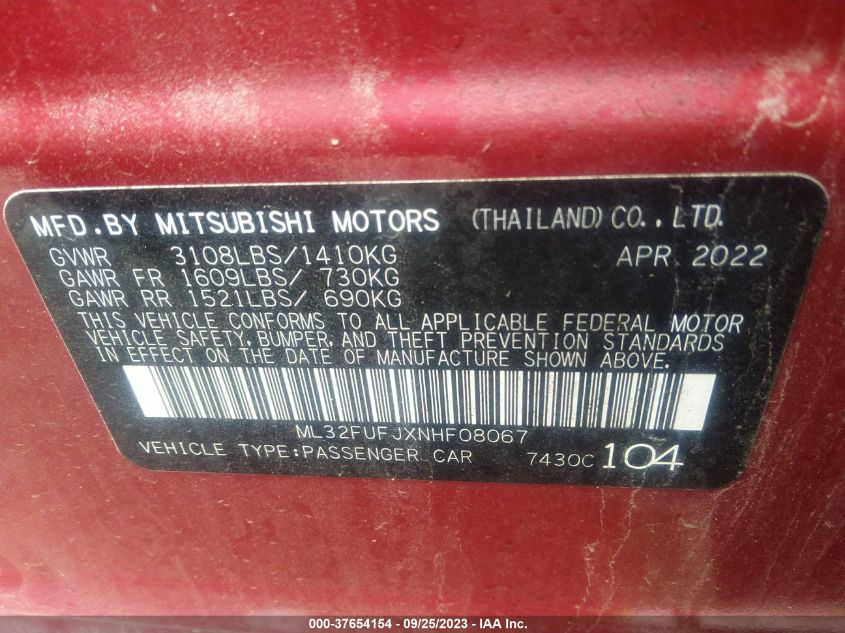 MFD.BY MITSUBISHI MOTORS (THAILAND)CO.,LTD.
GVWR 3108LBS/1410KG APR 2022
GAWR FR 1609LBS/ 730KG
GAWR RR 1521LBS/ 690KG
THIS VEHICLE CONFORMS TO ALL APPLICABLE FEDERAL MOTOR
VEHICLE SAFETY, BUMPER, AND THEFT PREVENTION STANDARDS
IN EFFECT ON THE DATE OF MANUFACTURE SHOWN ABOVE.
ML32FUFJXNHF08067
VEHICLE TYPE:PASSENGER CAR 7430C 104
000-37654154 - 09/25/2023 - IAA Inc.